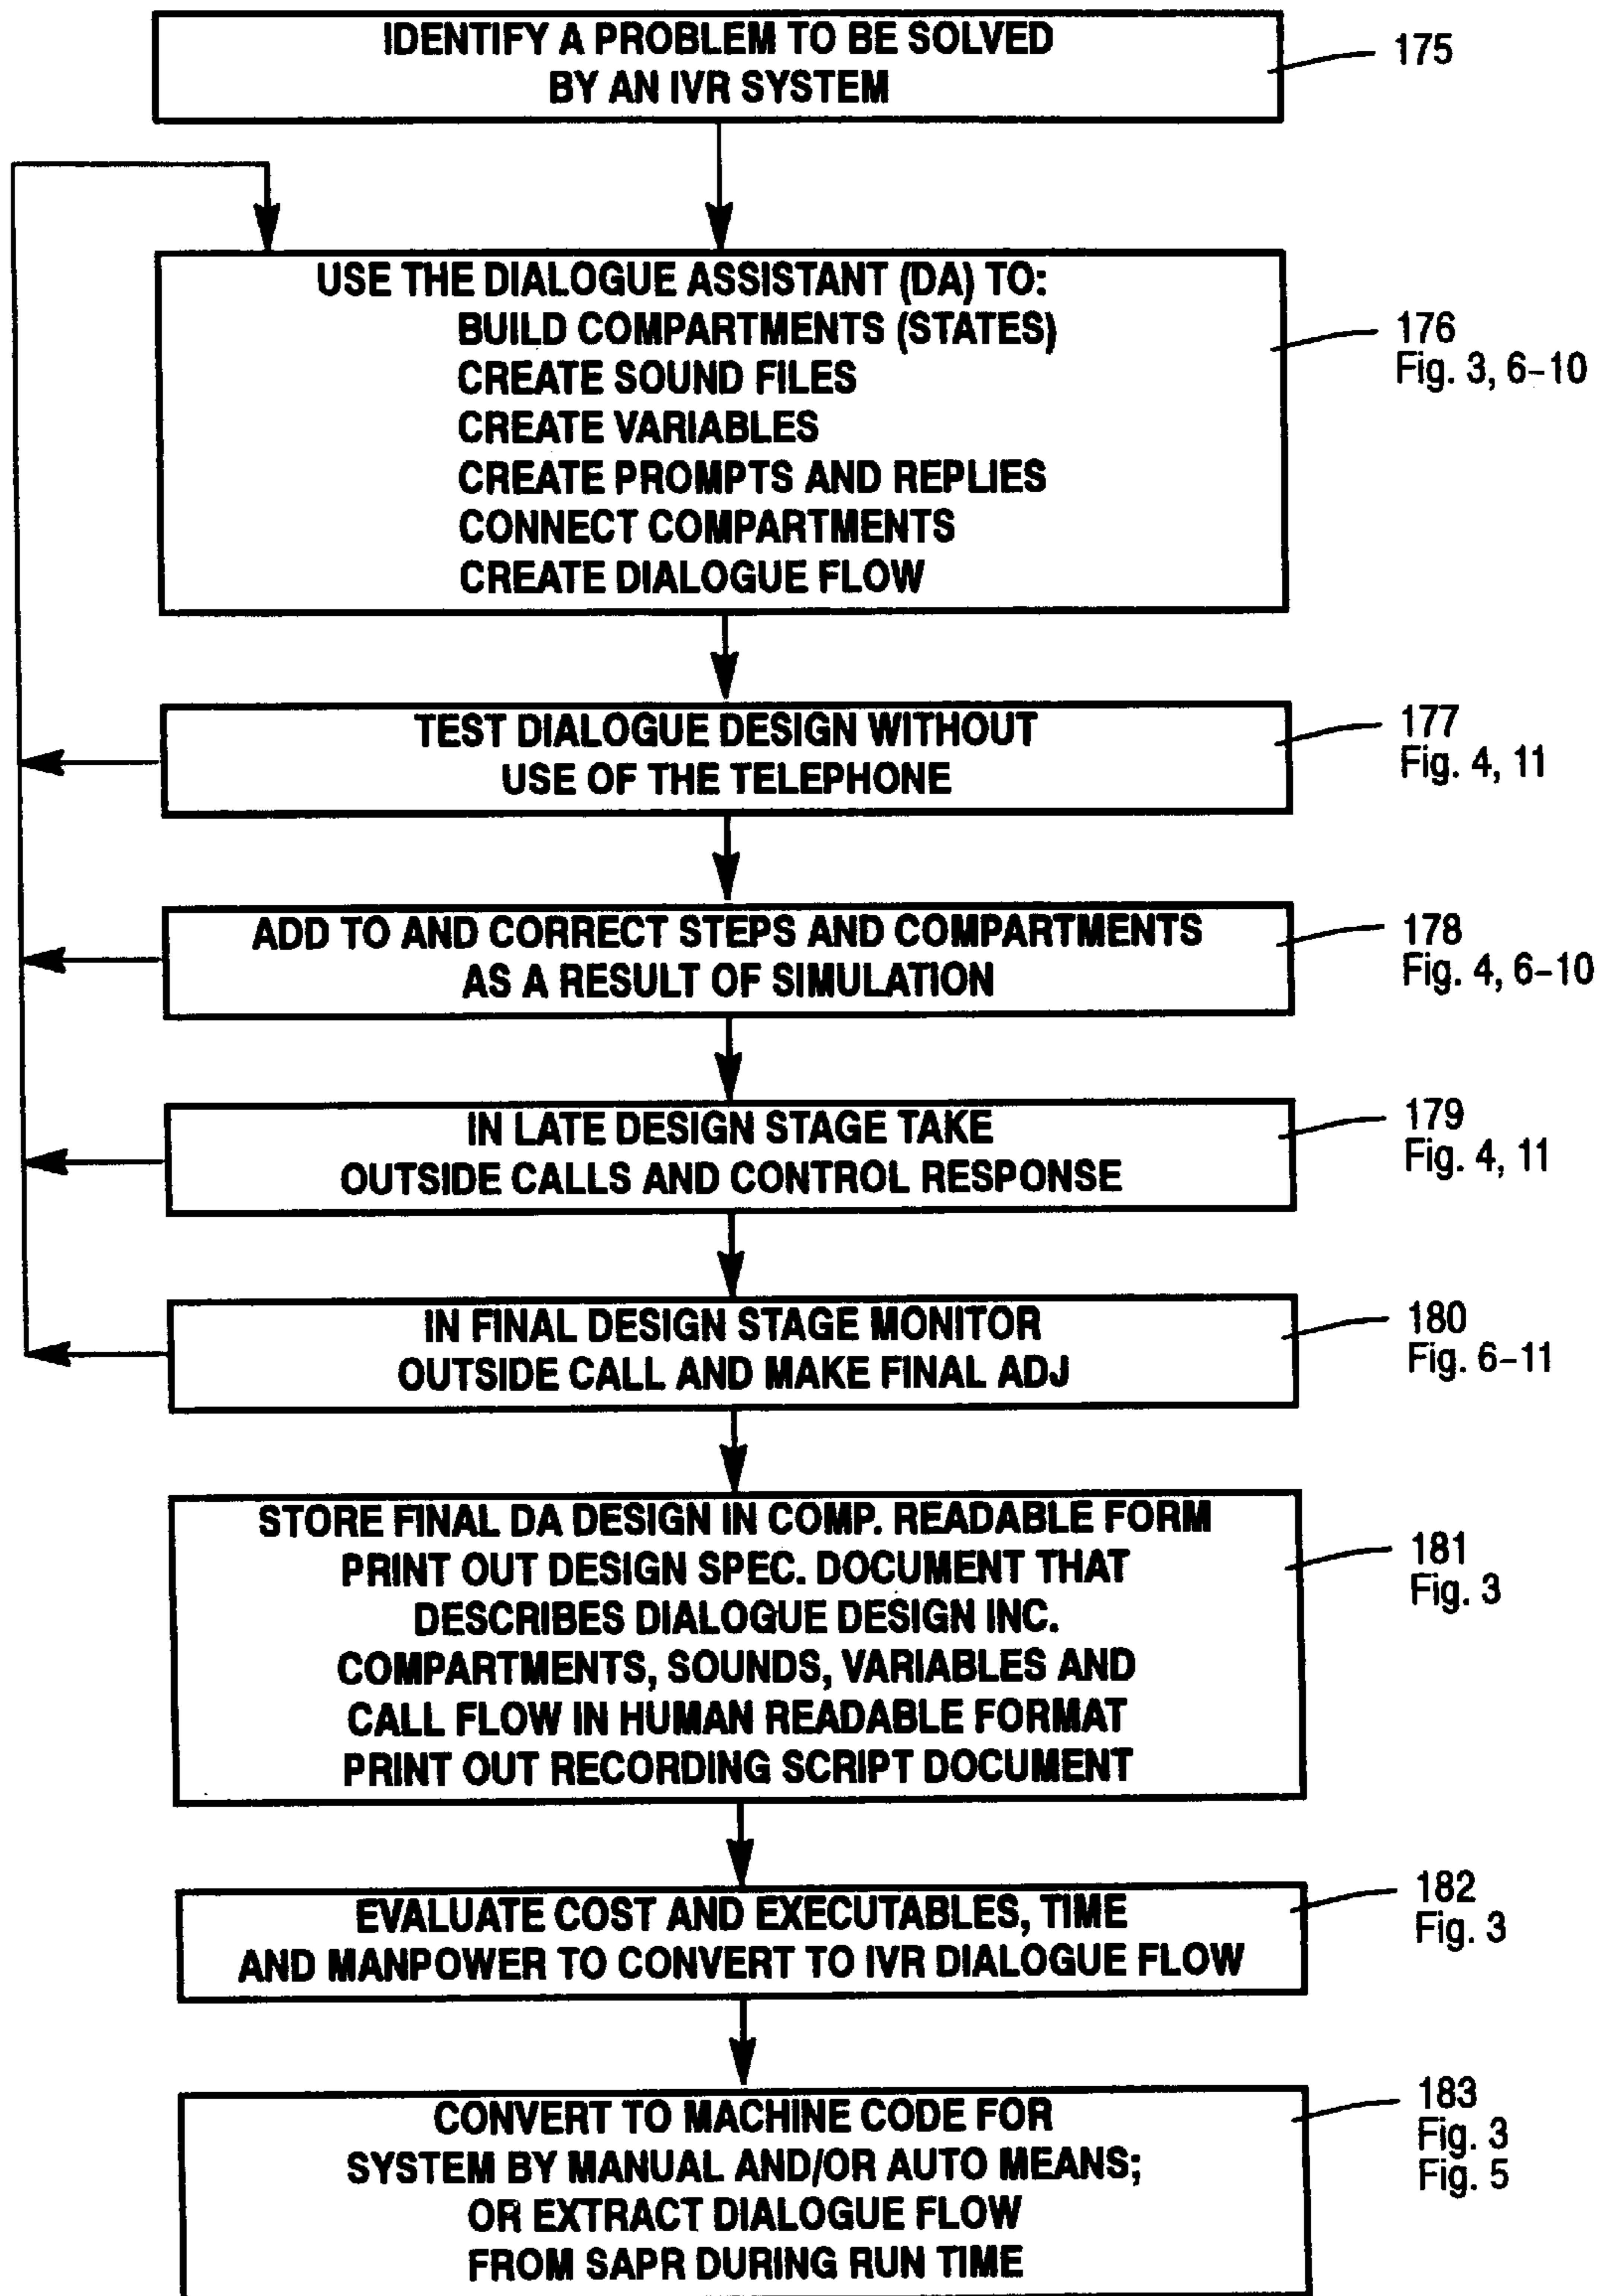 IDENTIFY A PROBLEM TO BE SOLVED
BY AN IVR SYSTEM
175
USE THE DIALOGUE ASSISTANT (DA) TO:
BUILD COMPARTMENTS (STATES)
CREATE SOUND FILES
CREATE VARIABLES
CREATE PROMPTS AND REPLIES
CONNECT COMPARTMENTS
CREATE DIALOGUE FLOW
176
Fig. 3, 6-10
TEST DIALOGUE DESIGN WITHOUT
USE OF THE TELEPHONE
177
Fig. 4, 11
ADD TO AND CORRECT STEPS AND COMPARTMENTS
AS A RESULT OF SIMULATION
178
Fig. 4, 6-10
IN LATE DESIGN STAGE TAKE
OUTSIDE CALLS AND CONTROL RESPONSE
179
Fig. 4, 11
IN FINAL DESIGN STAGE MONITOR
OUTSIDE CALL AND MAKE FINAL ADJ
180
Fig. 6-11
STORE FINAL DA DESIGN IN COMP. READABLE FORM
PRINT OUT DESIGN SPEC. DOCUMENT THAT
DESCRIBES DIALOGUE DESIGN INC.
COMPARTMENTS, SOUNDS, VARIABLES AND
CALL FLOW IN HUMAN READABLE FORMAT
PRINT OUT RECORDING SCRIPT DOCUMENT
181
Fig. 3
EVALUATE COST AND EXECUTABLES, TIME
AND MANPOWER TO CONVERT TO IVR DIALOGUE FLOW
182
Fig. 3
CONVERT TO MACHINE CODE FOR
SYSTEM BY MANUAL AND/OR AUTO MEANS;
OR EXTRACT DIALOGUE FLOW
FROM SAPR DURING RUN TIME
183
Fig. 3
Fig. 5